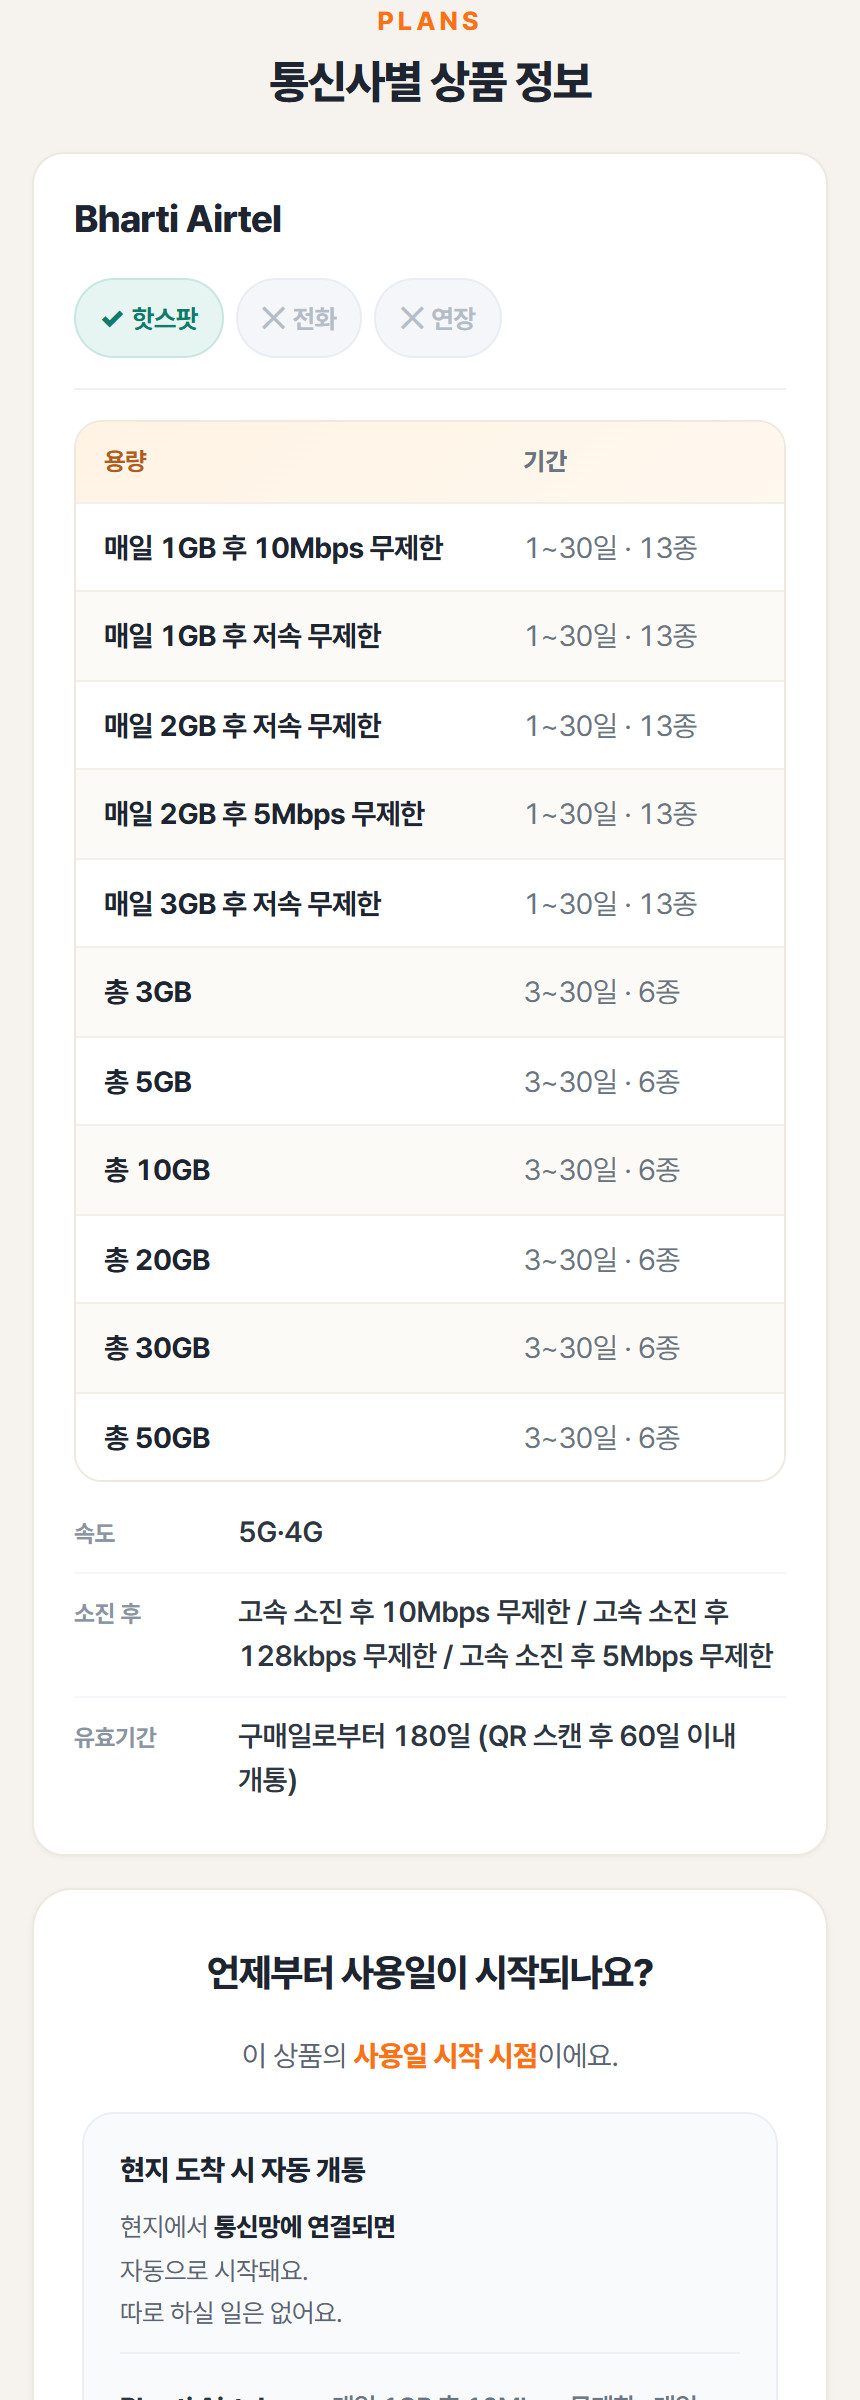 PLANS
통신사별 상품 정보
Bharti Airtel
✓ 핫스팟 ✕ 전화 ✕ 연장
용량 기간
매일 1GB 후 10Mbps 무제한 1~30일 · 13종
매일 1GB 후 저속 무제한 1~30일 · 13종
매일 2GB 후 저속 무제한 1~30일 · 13종
매일 2GB 후 5Mbps 무제한 1~30일 · 13종
매일 3GB 후 저속 무제한 1~30일 · 13종
총 3GB 3~30일 · 6종
총 5GB 3~30일 · 6종
총 10GB 3~30일 · 6종
총 20GB 3~30일 · 6종
총 30GB 3~30일 · 6종
총 50GB 3~30일 · 6종
속도 5G·4G
소진 후 고속 소진 후 10Mbps 무제한 / 고속 소진 후
128kbps 무제한 / 고속 소진 후 5Mbps 무제한
유효기간 구매일로부터 180일 (QR 스캔 후 60일 이내
개통)
언제부터 사용일이 시작되나요?
이 상품의 사용일 시작 시점이에요.
현지 도착 시 자동 개통
현지에서 통신망에 연결되면
자동으로 시작돼요.
따로 하실 일은 없어요.